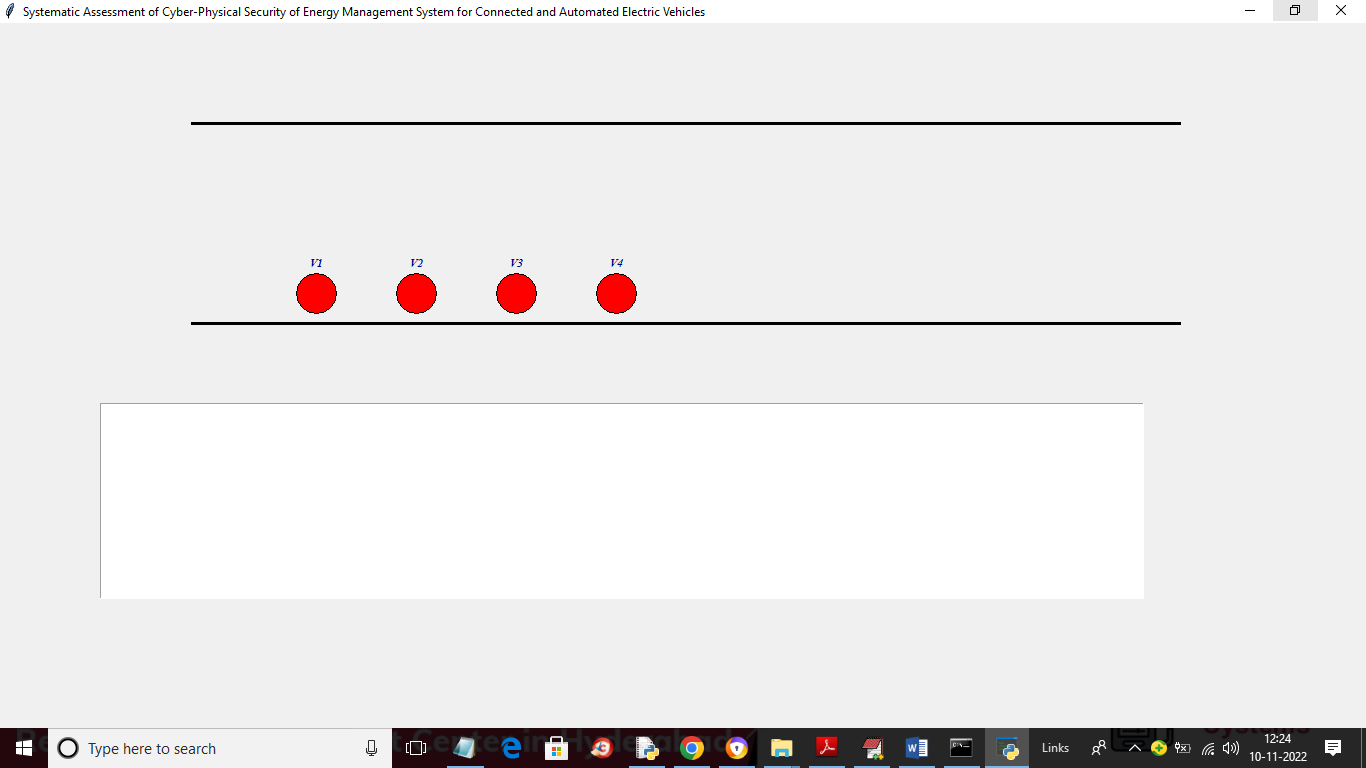 Systematic Assessment of Cyber-Physical Security of Energy Management System for Connected and Automated Electric Vehicles
V1 V2 V3 V4
Type here to search
Links
12:24
10-11-2022